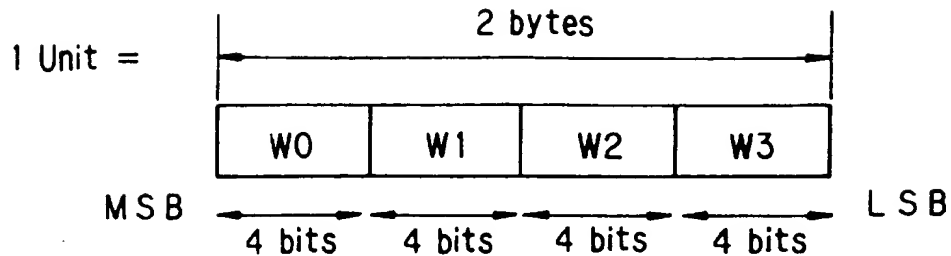 2 bytes
1 Unit =
W0 W1 W2 W3
MSB LSB
4 bits 4 bits 4 bits 4 bits